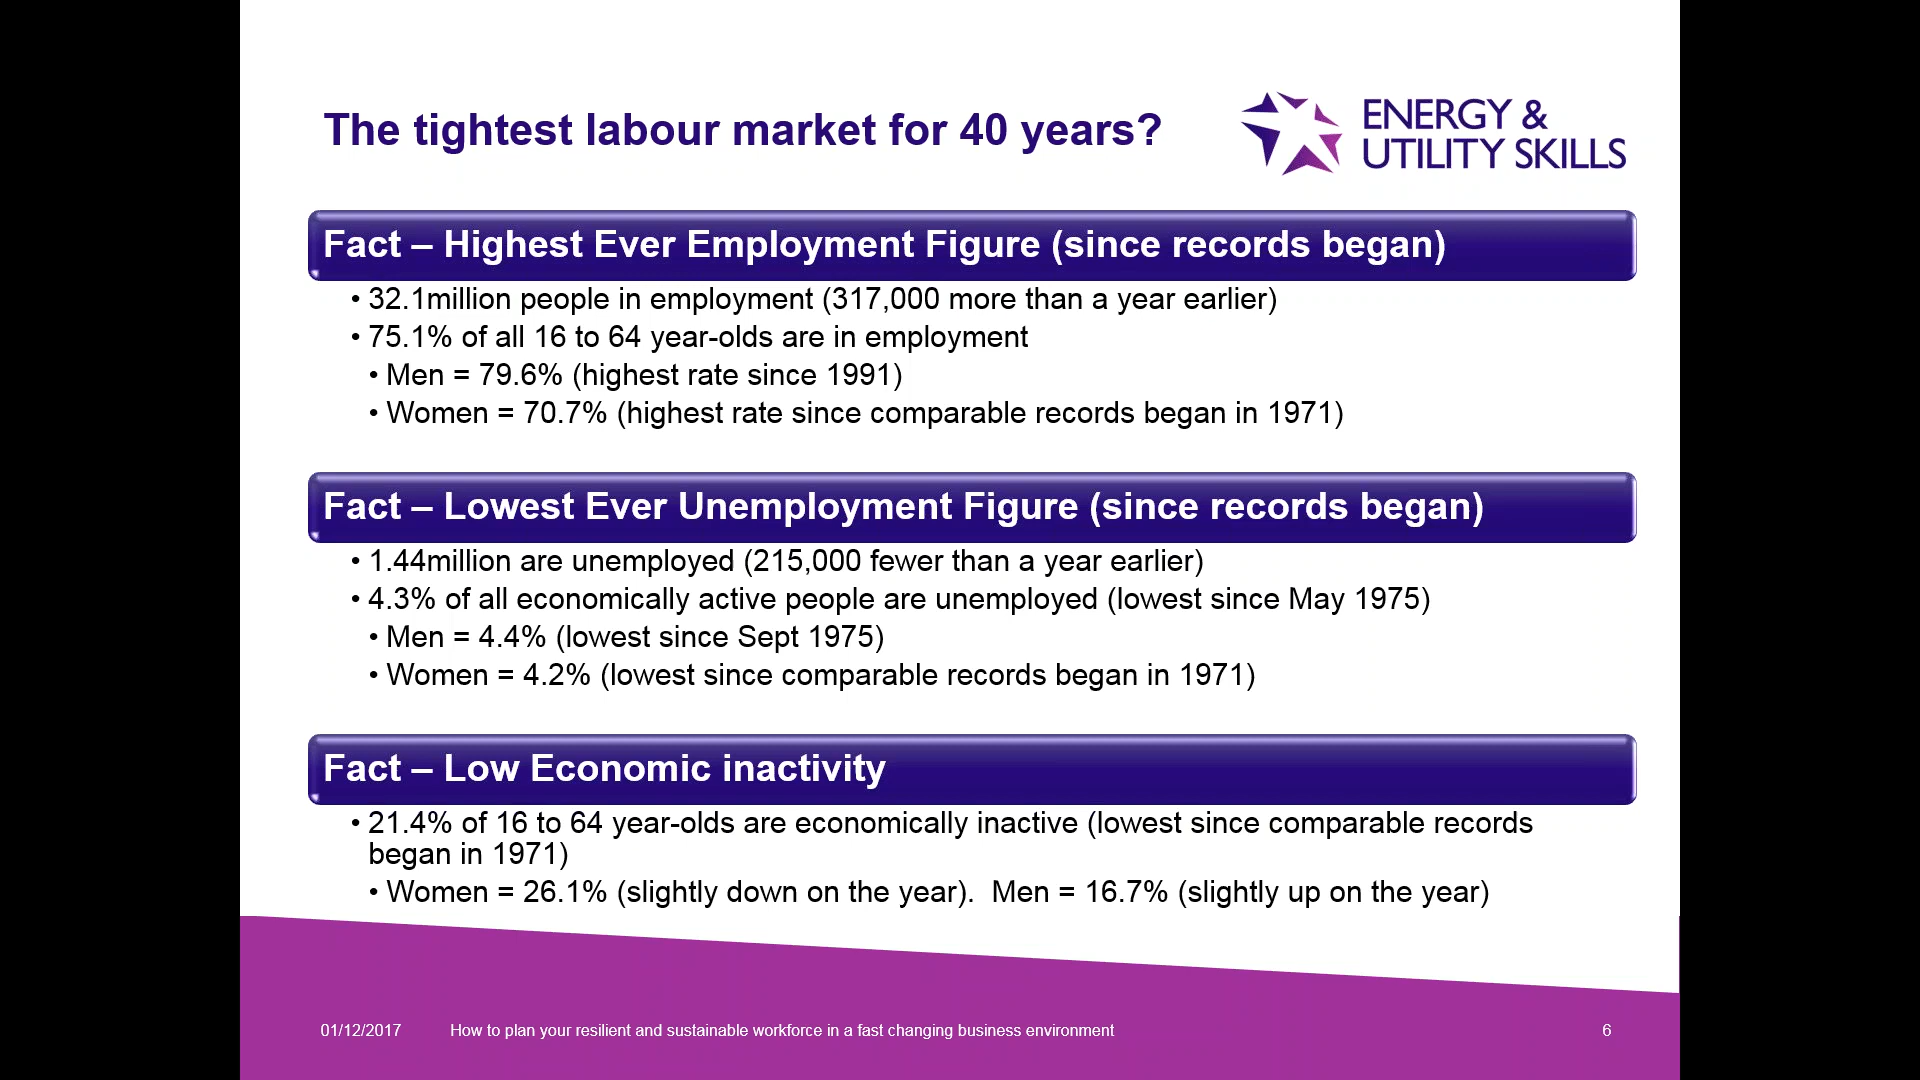 The tightest labour market for 40 years?
ENERGY &
UTILITY SKILLS
Fact – Highest Ever Employment Figure (since records began)
• 32.1million people in employment (317,000 more than a year earlier)
• 75.1% of all 16 to 64 year-olds are in employment
• Men = 79.6% (highest rate since 1991)
• Women = 70.7% (highest rate since comparable records began in 1971)
Fact – Lowest Ever Unemployment Figure (since records began)
• 1.44million are unemployed (215,000 fewer than a year earlier)
• 4.3% of all economically active people are unemployed (lowest since May 1975)
• Men = 4.4% (lowest since Sept 1975)
• Women = 4.2% (lowest since comparable records began in 1971)
Fact – Low Economic inactivity
• 21.4% of 16 to 64 year-olds are economically inactive (lowest since comparable records
began in 1971)
• Women = 26.1% (slightly down on the year).  Men = 16.7% (slightly up on the year)
01/12/2017 How to plan your resilient and sustainable workforce in a fast changing business environment 6